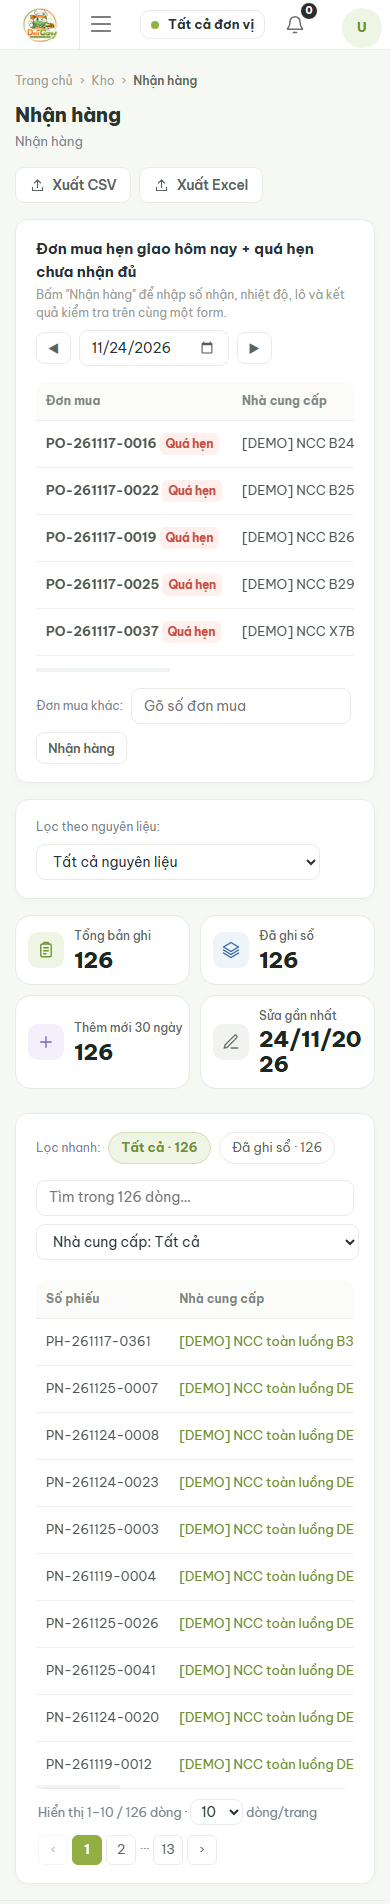 Tất cả đơn vị
0
U
Trang chủ › Kho › Nhận hàng
Nhận hàng
Nhận hàng
Xuất CSV
Xuất Excel
Đơn mua hẹn giao hôm nay + quá hẹn
chưa nhận đủ
Bấm "Nhận hàng" để nhập số nhận, nhiệt độ, lô và kết
quả kiểm tra trên cùng một form.
◀ 11/24/2026 ▶
Đơn mua Nhà cung cấp
PO-261117-0016 Quá hẹn [DEMO] NCC B24
PO-261117-0022 Quá hẹn [DEMO] NCC B25
PO-261117-0019 Quá hẹn [DEMO] NCC B26
PO-261117-0025 Quá hẹn [DEMO] NCC B29
PO-261117-0037 Quá hẹn [DEMO] NCC X7B
Đơn mua khác: Gõ số đơn mua
Nhận hàng
Lọc theo nguyên liệu:
Tất cả nguyên liệu
Tổng bản ghi
126
Đã ghi sổ
126
Thêm mới 30 ngày
126
Sửa gần nhất
24/11/20
26
Lọc nhanh: Tất cả · 126 Đã ghi sổ · 126
Tìm trong 126 dòng...
Nhà cung cấp: Tất cả
Số phiếu Nhà cung cấp
PH-261117-0361 [DEMO] NCC toàn luồng B3
PN-261125-0007 [DEMO] NCC toàn luồng DE
PN-261124-0008 [DEMO] NCC toàn luồng DE
PN-261124-0023 [DEMO] NCC toàn luồng DE
PN-261125-0003 [DEMO] NCC toàn luồng DE
PN-261119-0004 [DEMO] NCC toàn luồng DE
PN-261125-0026 [DEMO] NCC toàn luồng DE
PN-261125-0041 [DEMO] NCC toàn luồng DE
PN-261124-0020 [DEMO] NCC toàn luồng DE
PN-261119-0012 [DEMO] NCC toàn luồng DE
Hiển thị 1–10 / 126 dòng · 10 dòng/trang
‹ 1 2 ··· 13 ›